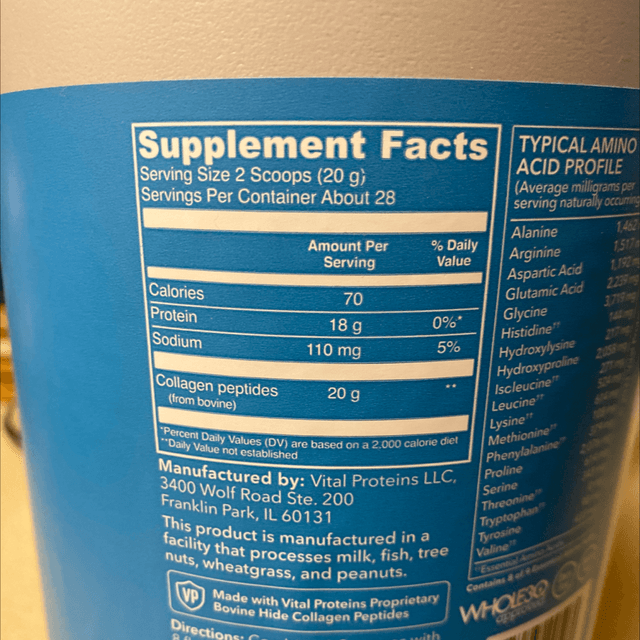 Supplement Facts
Serving Size 2 Scoops (20 g)
Servings Per Container About 28
Amount Per Serving % Daily Value
Calories 70
Protein 18 g 0%*
Sodium 110 mg 5%
Collagen peptides 20 g **
(from bovine)
*Percent Daily Values (DV) are based on a 2,000 calorie diet
**Daily Value not established
Manufactured by: Vital Proteins LLC,
3400 Wolf Road Ste. 200
Franklin Park, IL 60131
This product is manufactured in a
facility that processes milk, fish, tree
nuts, wheatgrass, and peanuts.
VP
Made with Vital Proteins Proprietary
Bovine Hide Collagen Peptides
Directions:
TYPICAL AMINO
ACID PROFILE
(Average milligrams per
serving naturally occurring
Alanine
Arginine
Aspartic Acid
Glutamic Acid
Glycine
Histidine††
Hydroxylysine
Hydroxyproline
Iscleucine††
Leucine††
Lysine††
Methionine††
Phenylalanine††
Proline
Serine
Threonine††
Tryptophan††
Tyrosine
Valine††
WHOLE30
approved